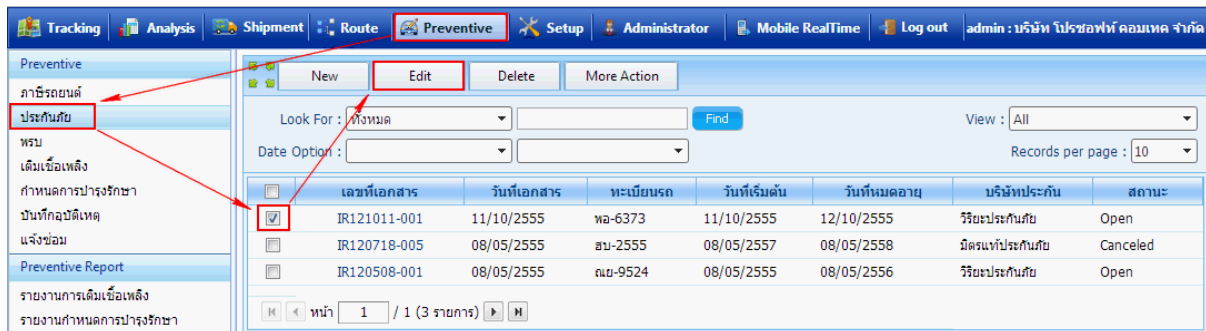 Tracking Analysis Shipment Route Preventive Setup Administrator Mobile RealTime Log out admin : บริษัท โปรซอฟท์ คอมเทค จำกัด
Preventive
ภาษีรถยนต์
ประกันภัย
พรบ
เติมเชื้อเพลิง
กำหนดการบำรุงรักษา
บันทึกอุบัติเหตุ
แจ้งซ่อม
Preventive Report
รายงานการเติมเชื้อเพลิง
รายงานกำหนดการบำรุงรักษา
New Edit Delete More Action
Look For : ทั้งหมด Find View : All
Date Option : Records per page : 10
เลขที่เอกสาร วันที่เอกสาร ทะเบียนรถ วันที่เริ่มต้น วันที่หมดอายุ บริษัทประกัน สถานะ
IR121011-001 11/10/2555 พอ-6373 11/10/2555 12/10/2555 วิริยะประกันภัย Open
IR120718-005 08/05/2555 สบ-2555 08/05/2557 08/05/2558 มิตรแท้ประกันภัย Canceled
IR120508-001 08/05/2555 ณย-9524 08/05/2555 08/05/2556 วิริยะประกันภัย Open
หน้า 1 / 1 (3 รายการ)